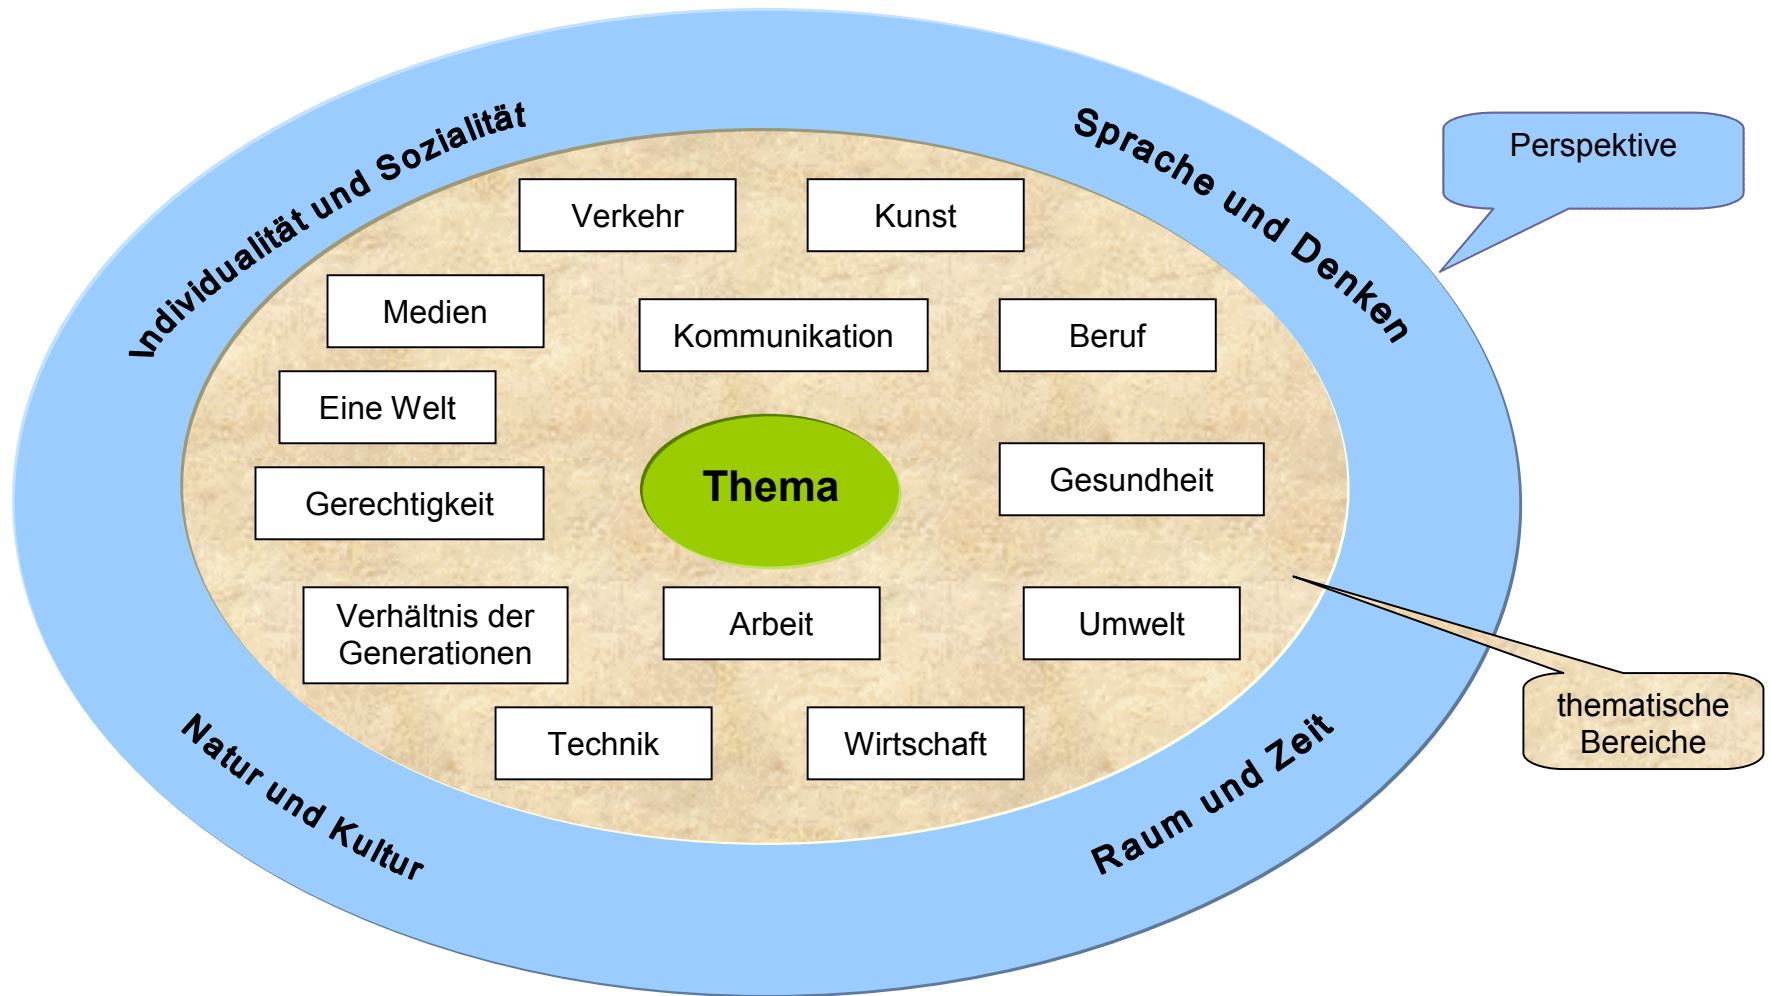 Individualität und Sozialität
Sprache und Denken
Perspektive
Verkehr
Kunst
Medien
Kommunikation
Beruf
Eine Welt
Thema
Gesundheit
Gerechtigkeit
Verhältnis der
Generationen
Arbeit
Umwelt
thematische
Bereiche
Technik
Wirtschaft
Natur und Kultur
Raum und Zeit